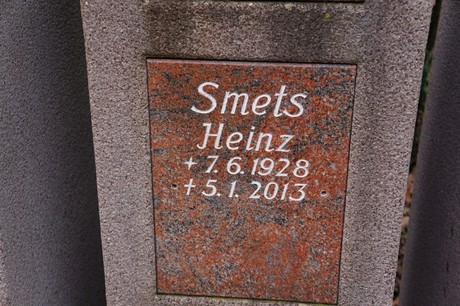 Smets
Heinz
+ 7. 6. 1928
+ 5. 1. 2013